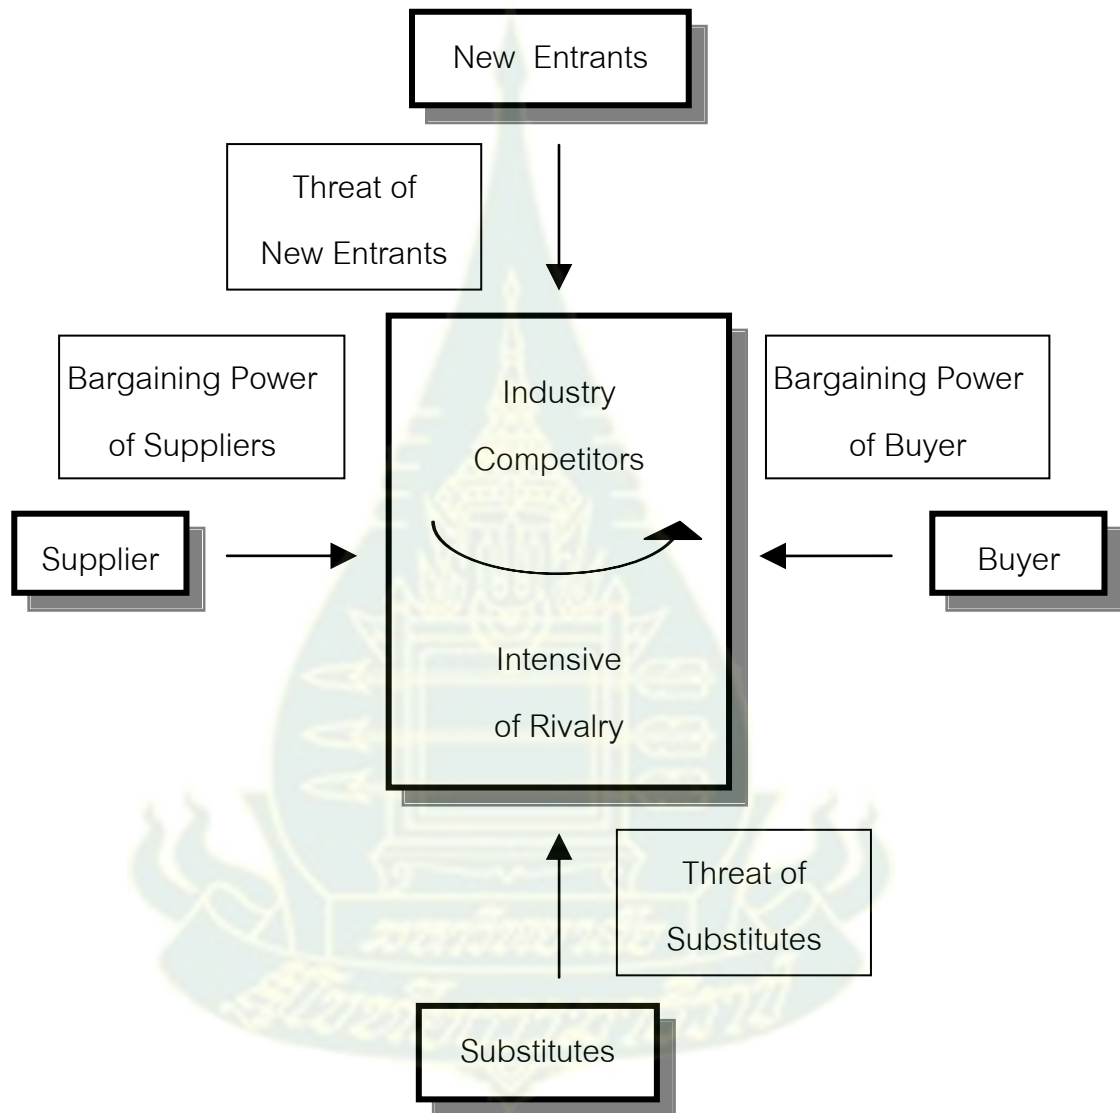 New Entrants
Threat of
New Entrants
Bargaining Power
of Suppliers
Industry
Competitors
Bargaining Power
of Buyer
Supplier
Buyer
Intensive
of Rivalry
Threat of
Substitutes
Substitutes